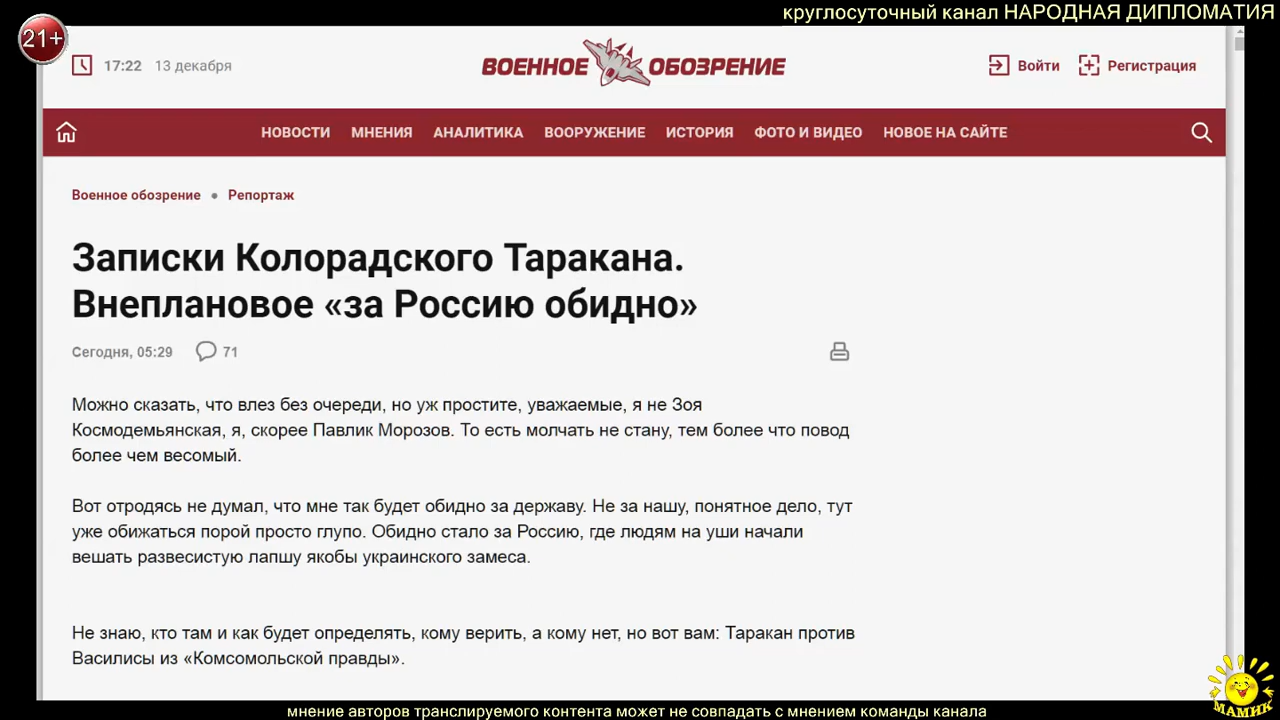 круглосуточный канал НАРОДНАЯ ДИПЛОМАТИЯ
21+
17:22 13 декабря
ВОЕННОЕ ОБОЗРЕНИЕ
Войти Регистрация
НОВОСТИ МНЕНИЯ АНАЛИТИКА ВООРУЖЕНИЕ ИСТОРИЯ ФОТО И ВИДЕО НОВОЕ НА САЙТЕ
Военное обозрение • Репортаж
Записки Колорадского Таракана.
Внеплановое «за Россию обидно»
Сегодня, 05:29 71
Можно сказать, что влез без очереди, но уж простите, уважаемые, я не Зоя
Космодемьянская, я, скорее Павлик Морозов. То есть молчать не стану, тем более что повод
более чем весомый.
Вот отродясь не думал, что мне так будет обидно за державу. Не за нашу, понятное дело, тут
уже обижаться порой просто глупо. Обидно стало за Россию, где людям на уши начали
вешать развесистую лапшу якобы украинского замеса.
Не знаю, кто там и как будет определять, кому верить, а кому нет, но вот вам: Таракан против
Василисы из «Комсомольской правды».
МАМНК
мнение авторов транслируемого контента может не совпадать с мнением команды канала